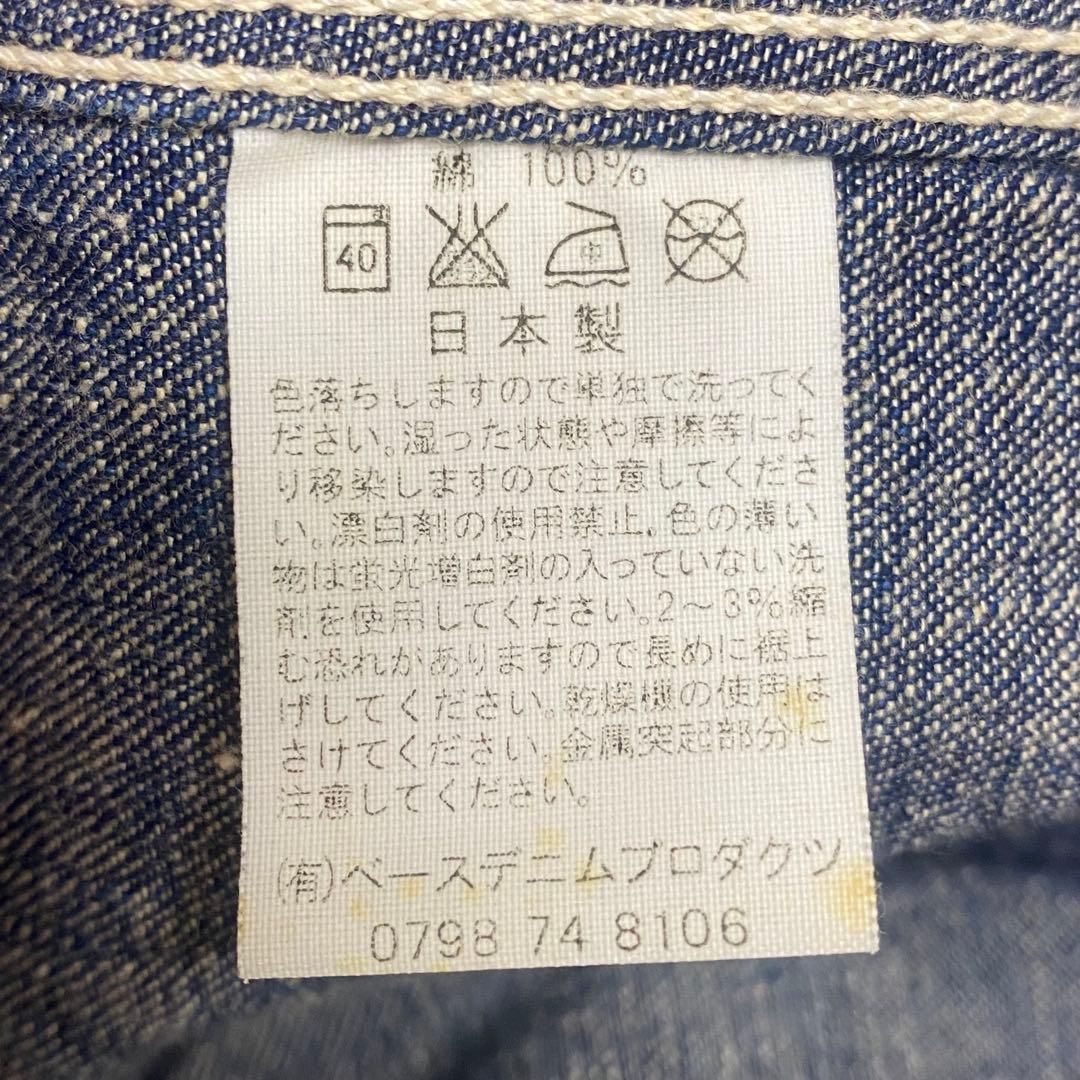 綿 100%
40
中
日本製
色落ちしますので単独で洗ってく
ださい。湿った状態や摩擦等によ
り移染しますので注意してくださ
い。漂白剤の使用禁止。色の薄い
物は蛍光増白剤の入っていない洗
剤を使用してください。2~3%縮
む恐れがありますので長めに裾上
げしてください。乾燥機の使用は
さけてください。金属突起部分に
注意してください。
(有)ベースデニムプロダクツ
0798 74 8106